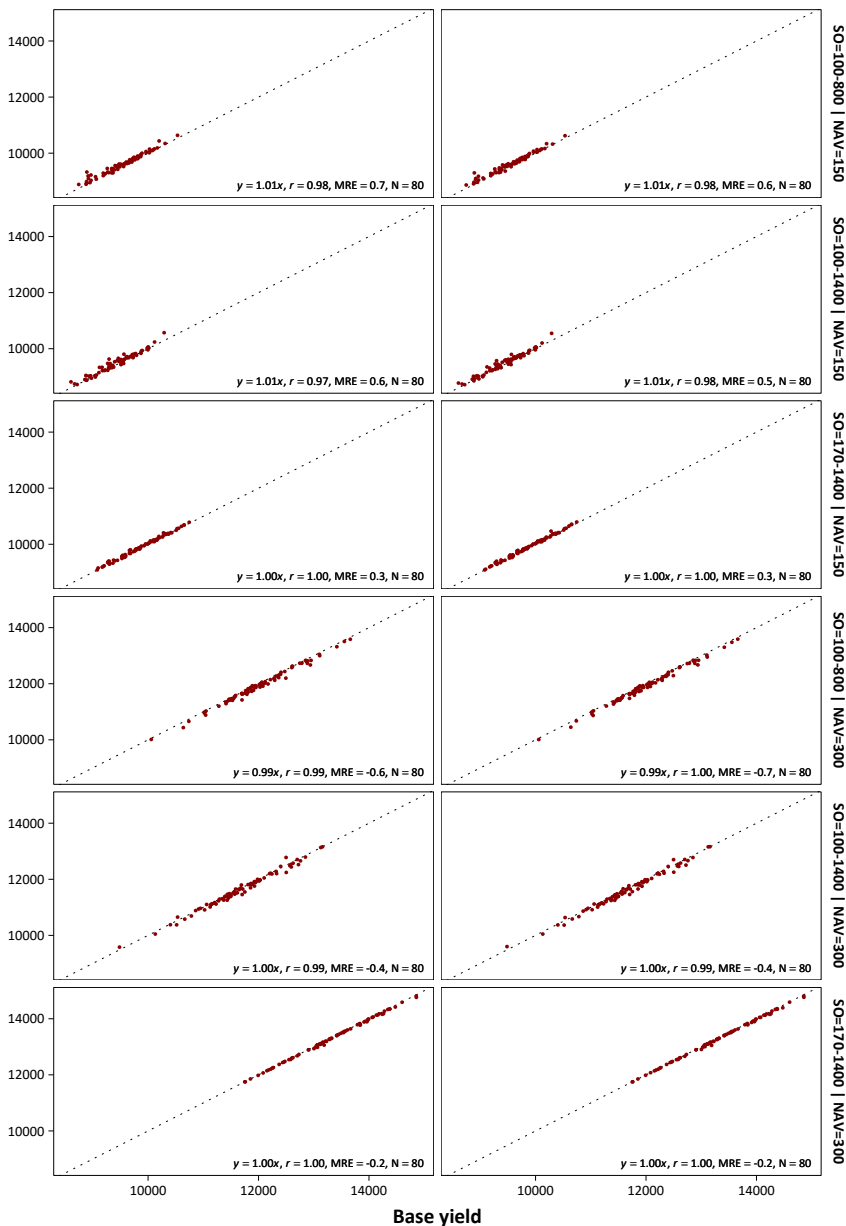 14000
12000
10000
y = 1.01x, r = 0.98, MRE = 0.7, N = 80
y = 1.01x, r = 0.98, MRE = 0.6, N = 80
SO=100-800 | NAV=150
14000
12000
10000
y = 1.01x, r = 0.97, MRE = 0.6, N = 80
y = 1.01x, r = 0.98, MRE = 0.5, N = 80
SO=100-1400 | NAV=150
14000
12000
10000
y = 1.00x, r = 1.00, MRE = 0.3, N = 80
y = 1.00x, r = 1.00, MRE = 0.3, N = 80
SO=170-1400 | NAV=150
14000
12000
10000
y = 0.99x, r = 0.99, MRE = -0.6, N = 80
y = 0.99x, r = 1.00, MRE = -0.7, N = 80
SO=100-800 | NAV=300
14000
12000
10000
y = 1.00x, r = 0.99, MRE = -0.4, N = 80
y = 1.00x, r = 0.99, MRE = -0.4, N = 80
SO=100-1400 | NAV=300
14000
12000
10000
y = 1.00x, r = 1.00, MRE = -0.2, N = 80
y = 1.00x, r = 1.00, MRE = -0.2, N = 80
SO=170-1400 | NAV=300
10000 12000 14000 10000 12000 14000
Base yield